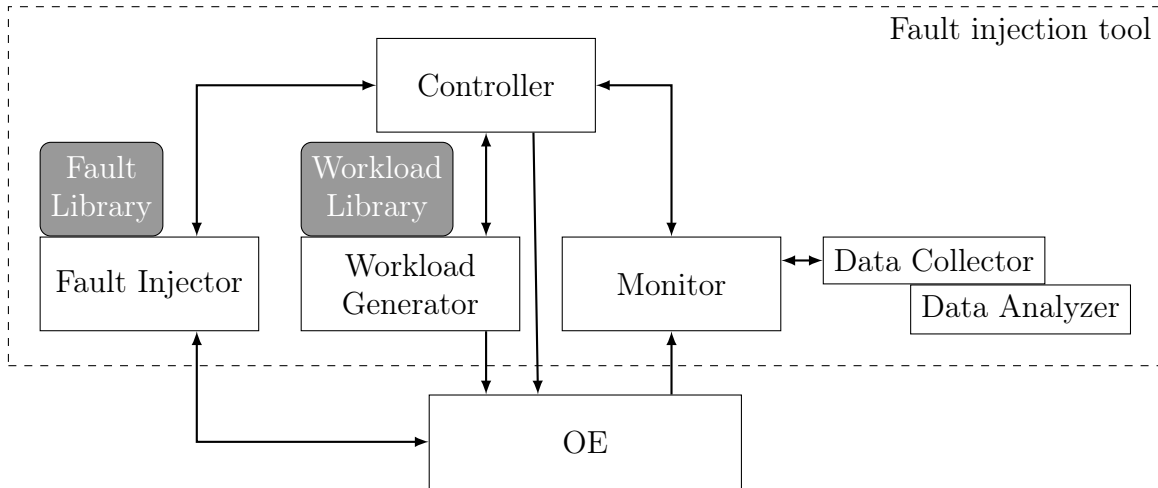 Fault injection tool
Controller
Fault
Library
Workload
Library
Fault Injector
Workload
Generator
Monitor
Data Collector
Data Analyzer
OE